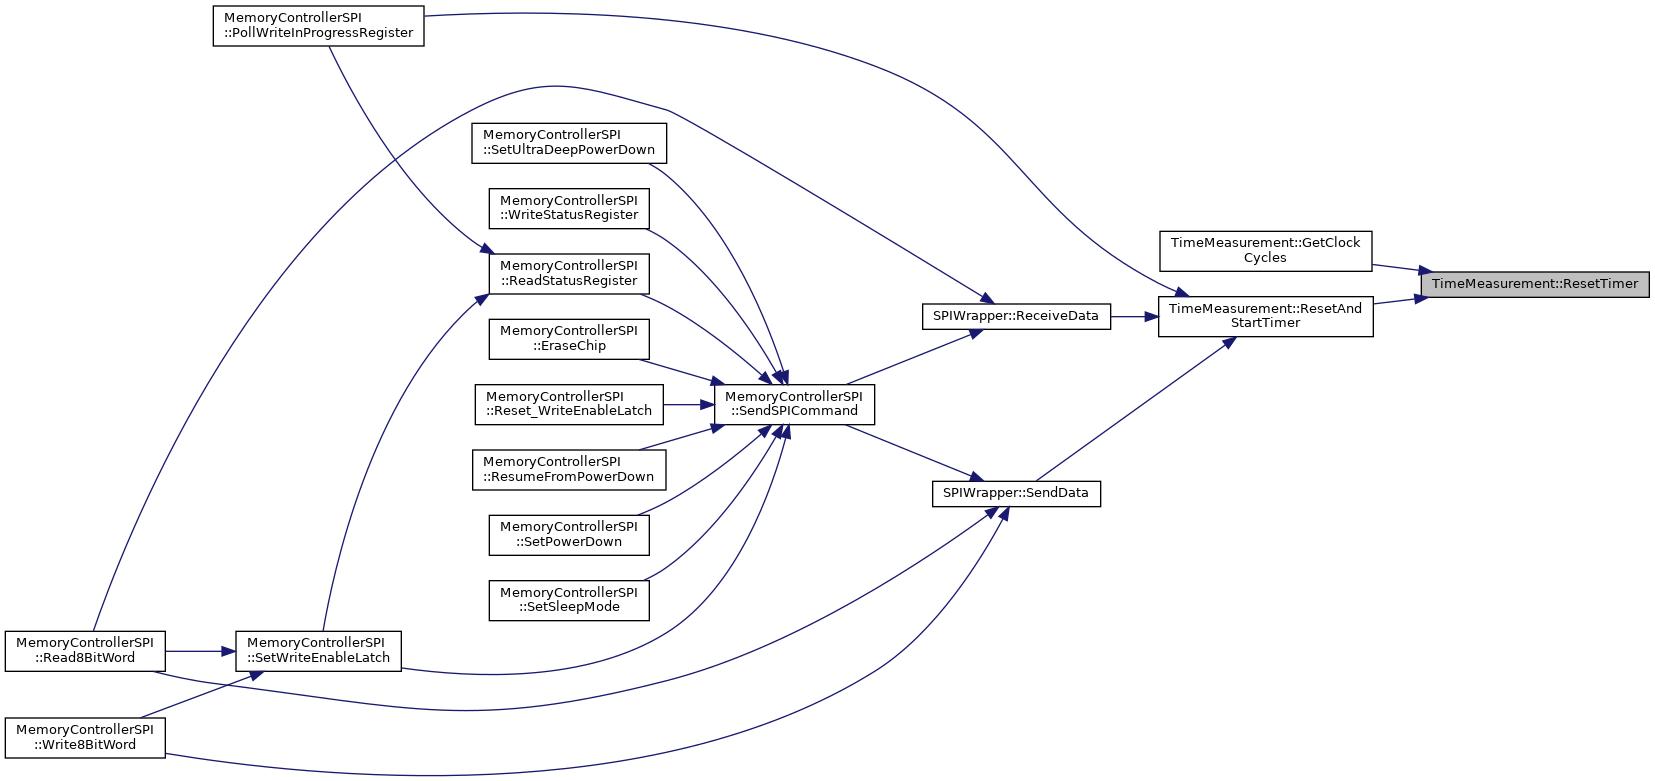 MemoryControllerSPI
::PollWriteInProgressRegister
MemoryControllerSPI
::SetUltraDeepPowerDown
MemoryControllerSPI
::WriteStatusRegister
MemoryControllerSPI
::ReadStatusRegister
MemoryControllerSPI
::EraseChip
MemoryControllerSPI
::Reset_WriteEnableLatch
MemoryControllerSPI
::ResumeFromPowerDown
MemoryControllerSPI
::SetPowerDown
MemoryControllerSPI
::SetSleepMode
MemoryControllerSPI
::SetWriteEnableLatch
MemoryControllerSPI
::Read8BitWord
MemoryControllerSPI
::Write8BitWord
MemoryControllerSPI
::SendSPICommand
SPIWrapper::ReceiveData
SPIWrapper::SendData
TimeMeasurement::GetClock
Cycles
TimeMeasurement::ResetAnd
StartTimer
TimeMeasurement::ResetTimer